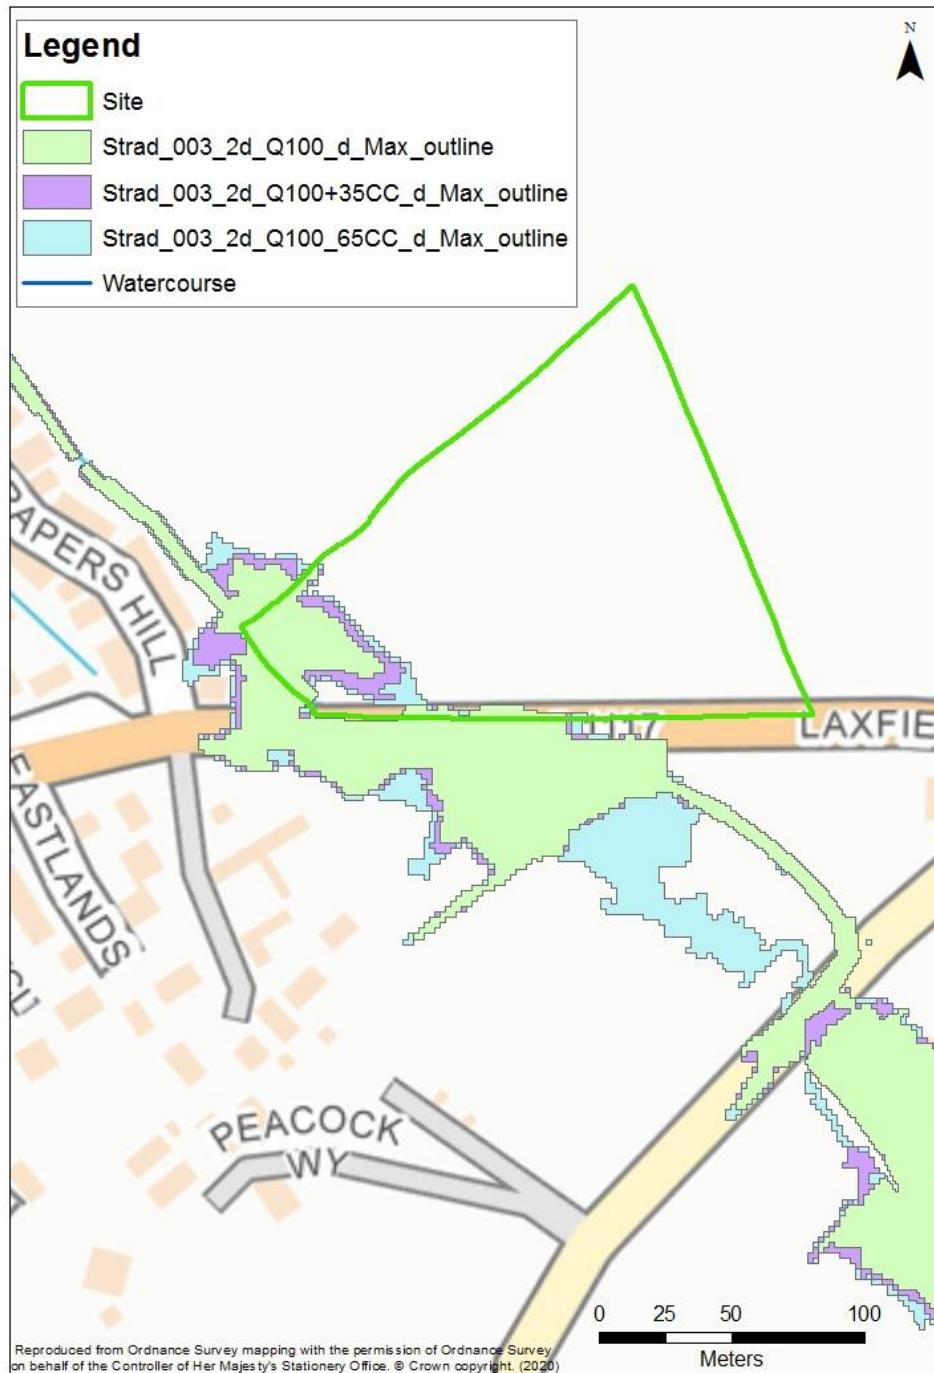 N
Legend
Site
Strad_003_2d_Q100_d_Max_outline
Strad_003_2d_Q100+35CC_d_Max_outline
Strad_003_2d_Q100_65CC_d_Max_outline
Watercourse
RAPERS HILL
1117
LAXFIE
EASTLANDS
PEACOCK
WY
0 25 50 100
Meters
Reproduced from Ordnance Survey mapping with the permission of Ordnance Survey
on behalf of the Controller of Her Majesty's Stationery Office. © Crown copyright. (2020)